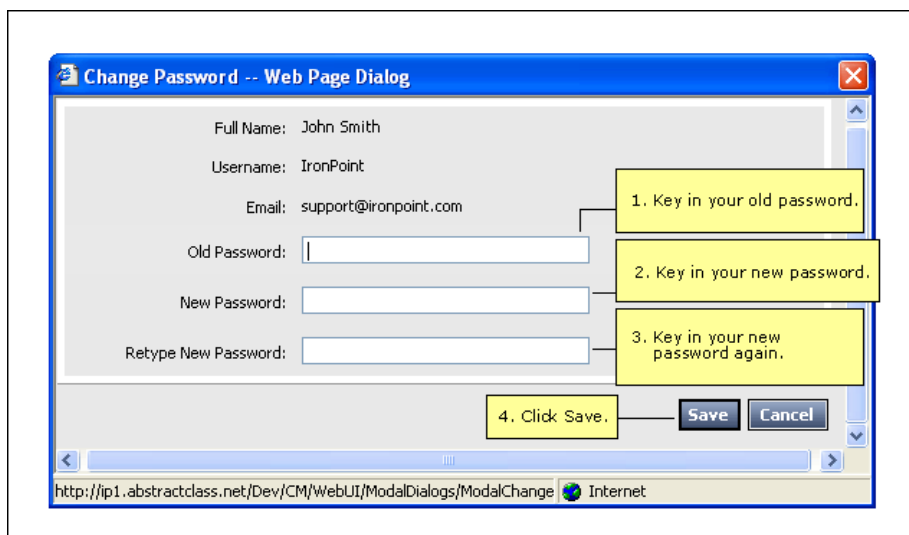 Change Password -- Web Page Dialog
Full Name: John Smith
Username: IronPoint
Email: support@ironpoint.com
1. Key in your old password.
Old Password:
2. Key in your new password.
New Password:
3. Key in your new
password again.
Retype New Password:
4. Click Save.
Save
Cancel
http://ip1.abstractclass.net/Dev/CM/WebUI/ModalDialogs/ModalChange
Internet